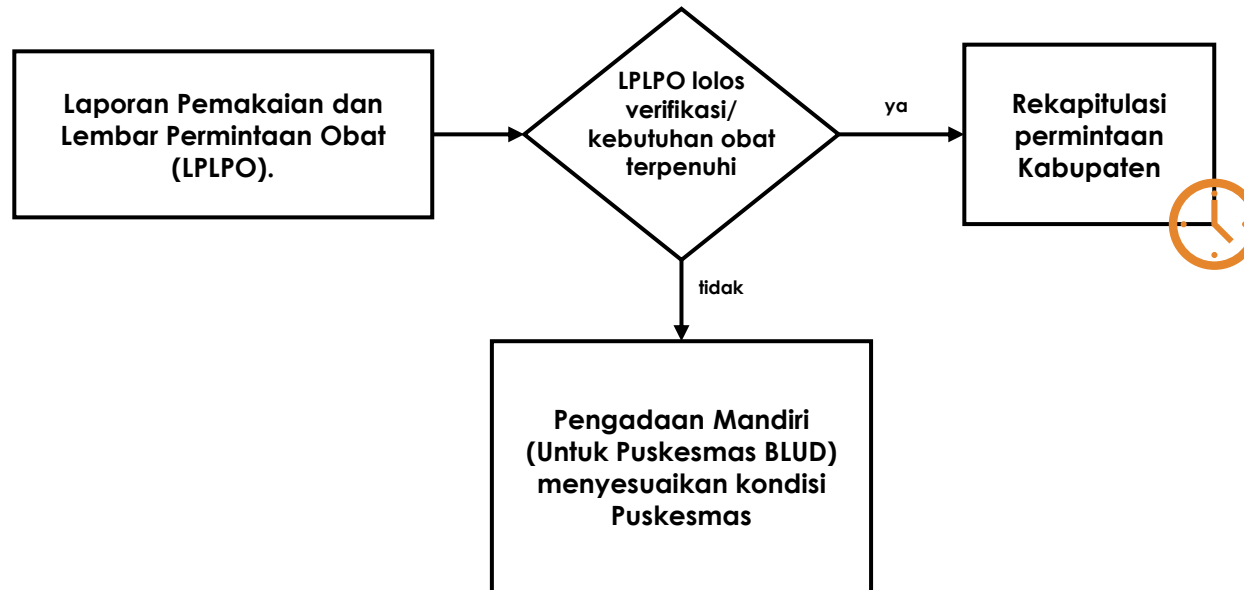 Laporan Pemakaian dan
Lembar Permintaan Obat
(LPLPO).
LPLPO lolos
verifikasi/
kebutuhan obat
terpenuhi
ya
Rekapitulasi
permintaan
Kabupaten
tidak
Pengadaan Mandiri
(Untuk Puskesmas BLUD)
menyesuaikan kondisi
Puskesmas